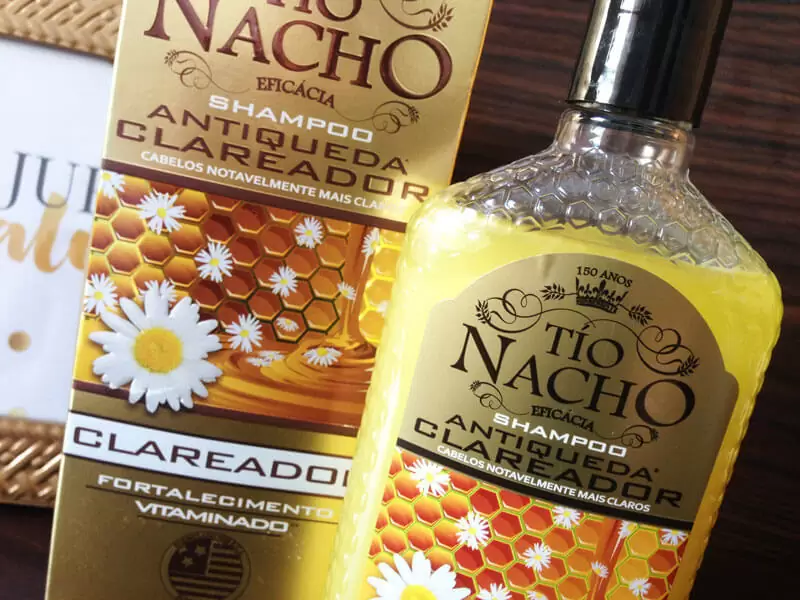 TÍO
NACHO
EFICÁCIA
SHAMPOO
ANTIQUEDA*
CLAREADOR
CABELOS NOTAVELMENTE MAIS CLAROS
CLAREADOR
FORTALECIMENTO
VITAMINADO
150 ANOS
TÍO
NACHO
EFICÁCIA
SHAMPOO
ANTIQUEDA*
CLAREADOR
CABELOS NOTAVELMENTE MAIS CLAROS